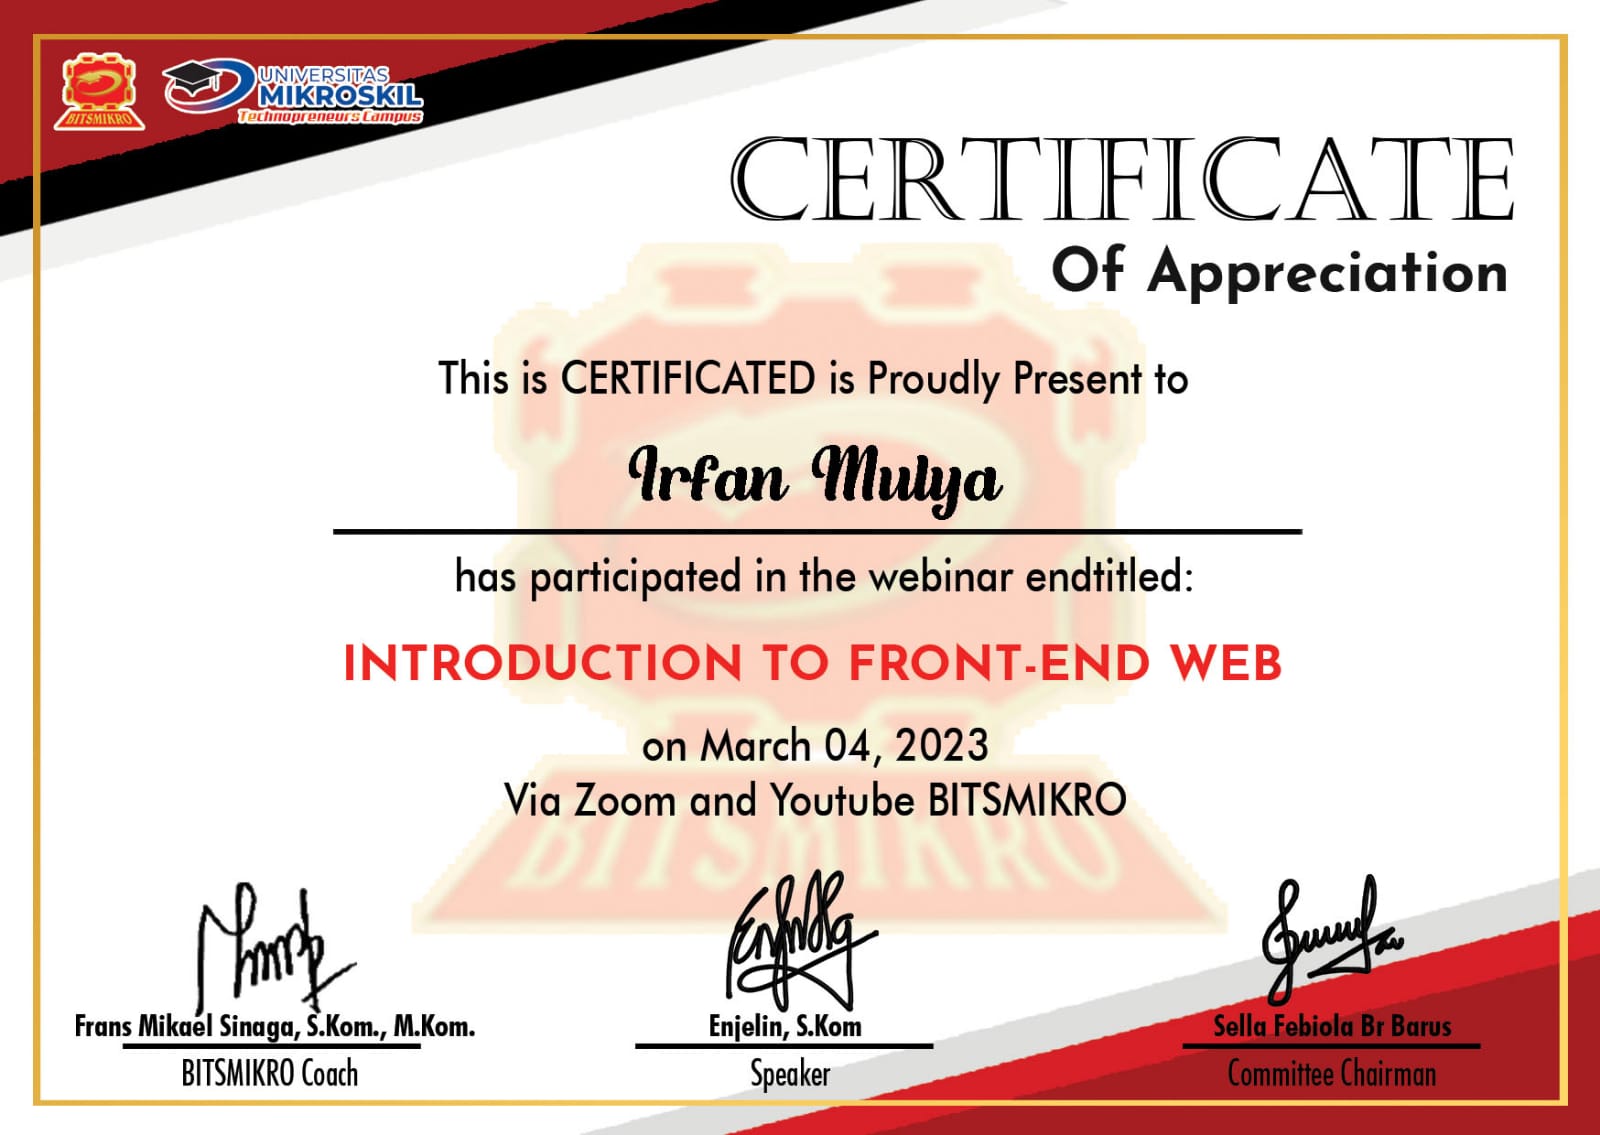 BITSMIKRO
UNIVERSITAS
MIKROSKIL
Technopreneurs Campus
CERTIFICATE
Of Appreciation
This is CERTIFICATED is Proudly Present to
Irfan Mulya
has participated in the webinar endtitled:
INTRODUCTION TO FRONT-END WEB
on March 04, 2023
Via Zoom and Youtube BITSMIKRO
BITSMIKRO
Frans Mikael Sinaga, S.Kom., M.Kom.
BITSMIKRO Coach
Enjelin, S.Kom
Speaker
Sella Febiola Br Barus
Committee Chairman